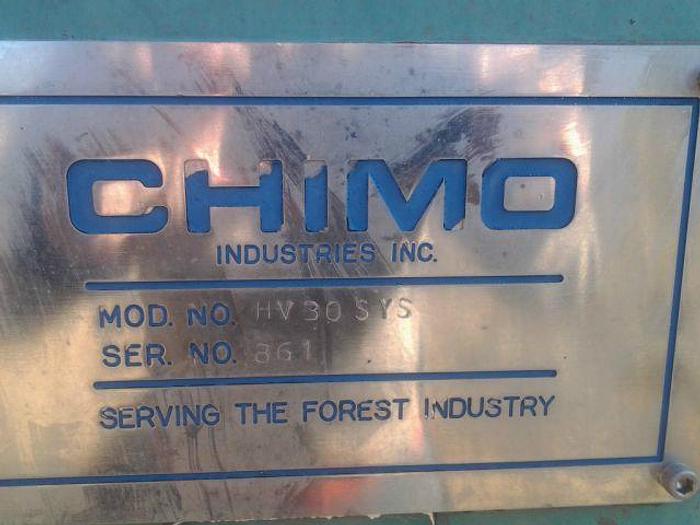 CHIMO
INDUSTRIES INC.
MOD. NO. HV30 SYS
SER. NO. 861
SERVING THE FOREST INDUSTRY